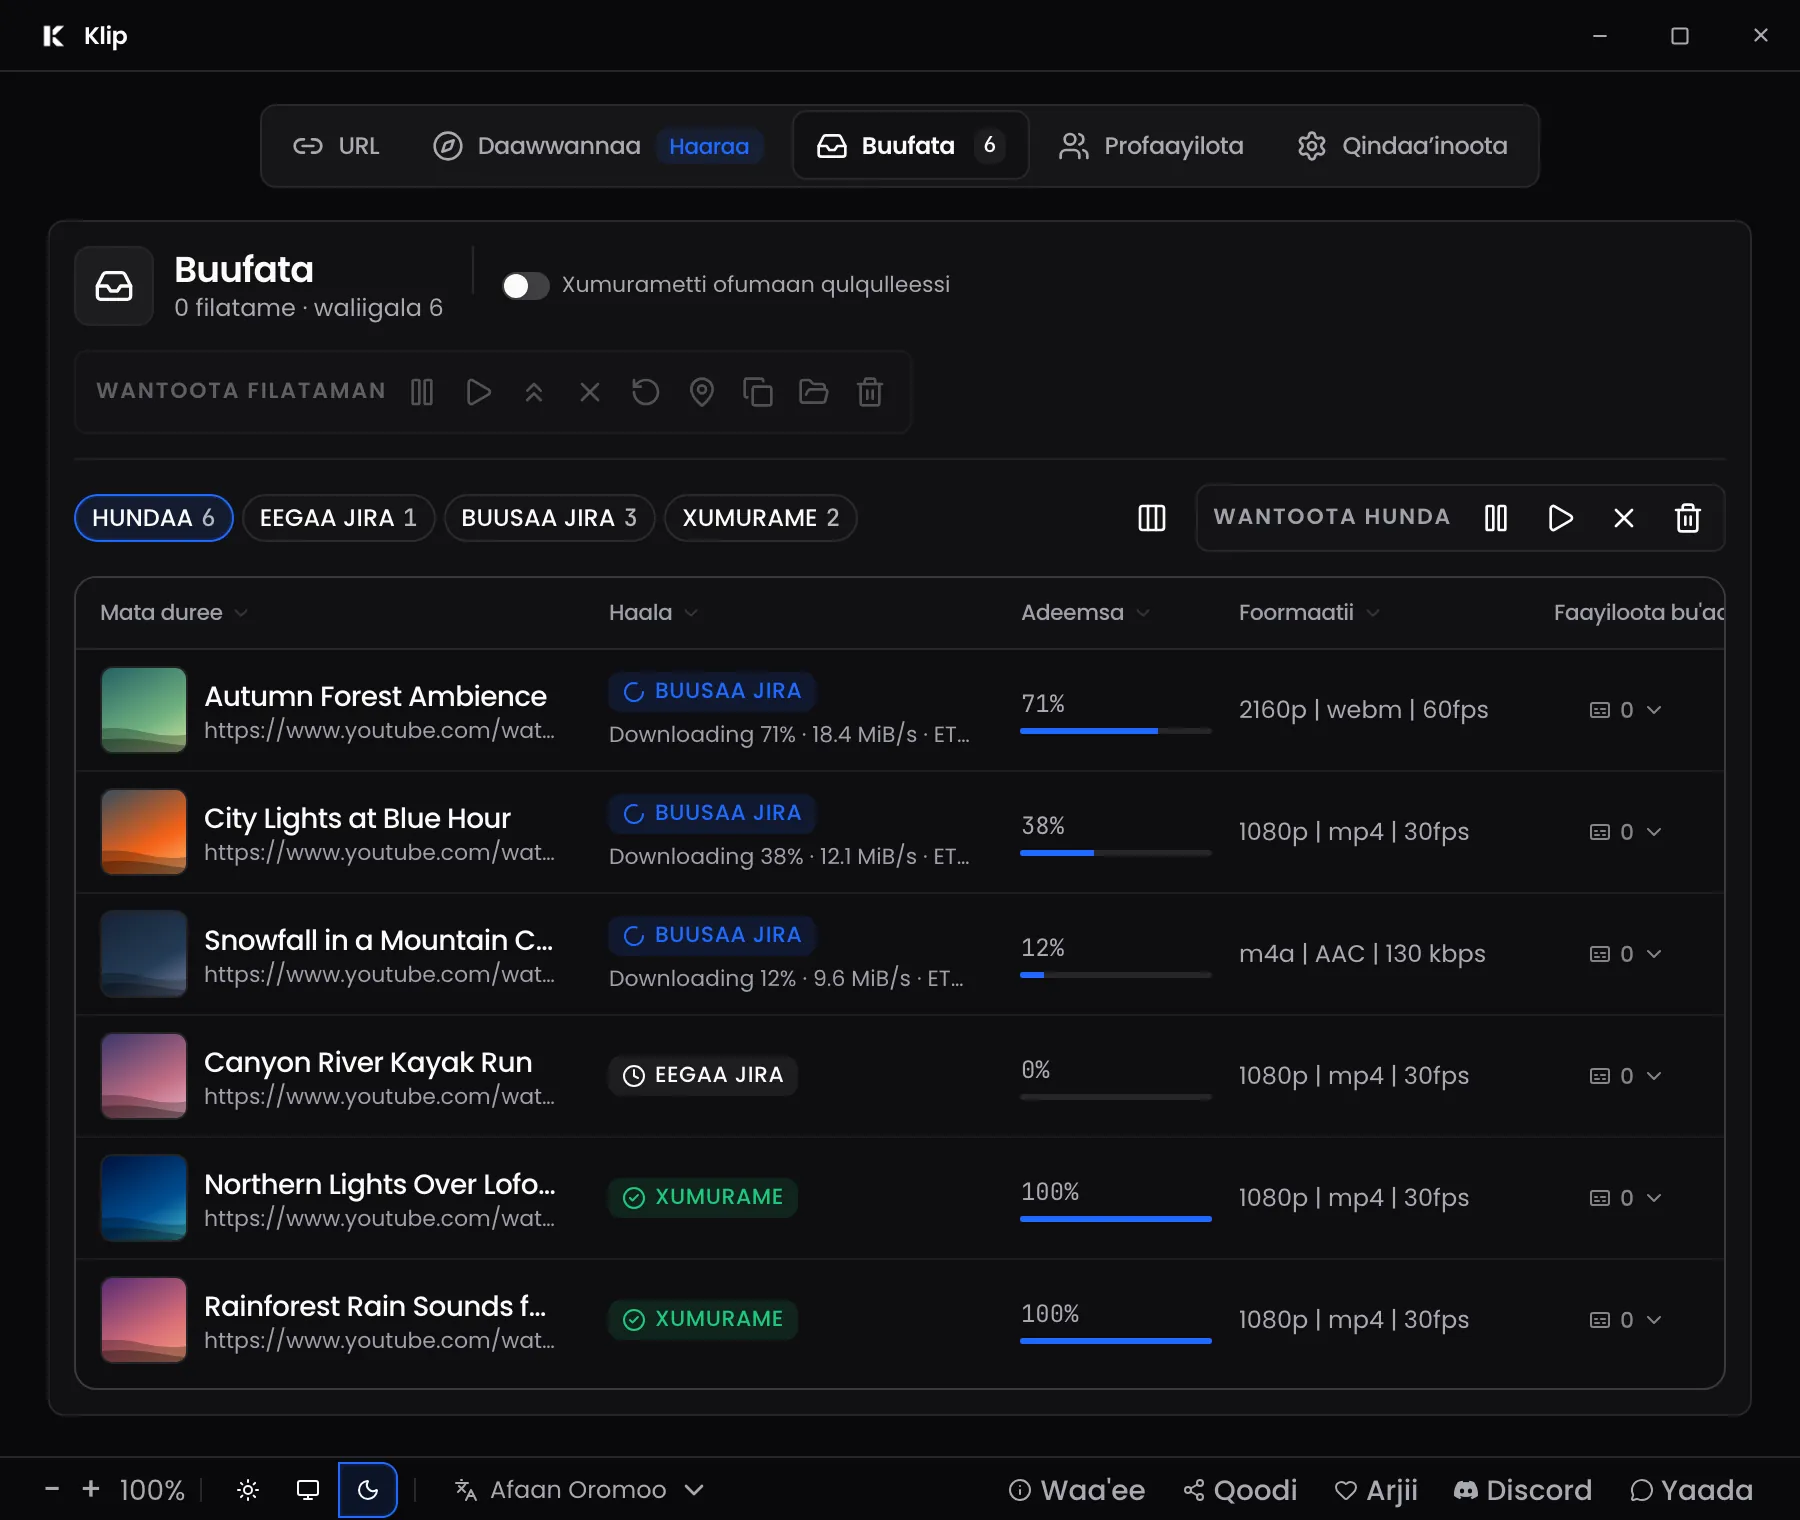 Klip
URL
Daawwannaa Haaraa
Buufata 6
Profaayilota
Qindaa’inoota
Buufata
0 filatame · waliigala 6
Xumurametti ofumaan qulqulleessi
WANTOOTA FILATAMAN
HUNDAA 6
EEGAA JIRA 1
BUUSAA JIRA 3
XUMURAME 2
WANTOOTA HUNDA
Mata duree
Haala
Adeemsa
Foormaatii
Faayiloota
Autumn Forest Ambience
https://www.youtube.com/wat...
BUUSAA JIRA
Downloading 71% · 18.4 MiB/s · ET...
71%
2160p | webm | 60fps
0
City Lights at Blue Hour
https://www.youtube.com/wat...
BUUSAA JIRA
Downloading 38% · 12.1 MiB/s · ET...
38%
1080p | mp4 | 30fps
0
Snowfall in a Mountain C...
https://www.youtube.com/wat...
BUUSAA JIRA
Downloading 12% · 9.6 MiB/s · ET...
12%
m4a | AAC | 130 kbps
0
Canyon River Kayak Run
https://www.youtube.com/wat...
EEGAA JIRA
0%
1080p | mp4 | 30fps
0
Northern Lights Over Lofo...
https://www.youtube.com/wat...
XUMURAME
100%
1080p | mp4 | 30fps
0
Rainforest Rain Sounds f...
https://www.youtube.com/wat...
XUMURAME
100%
1080p | mp4 | 30fps
0
100%
Afaan Oromoo
Waa'ee
Qoodi
Arjii
Discord
Yaada